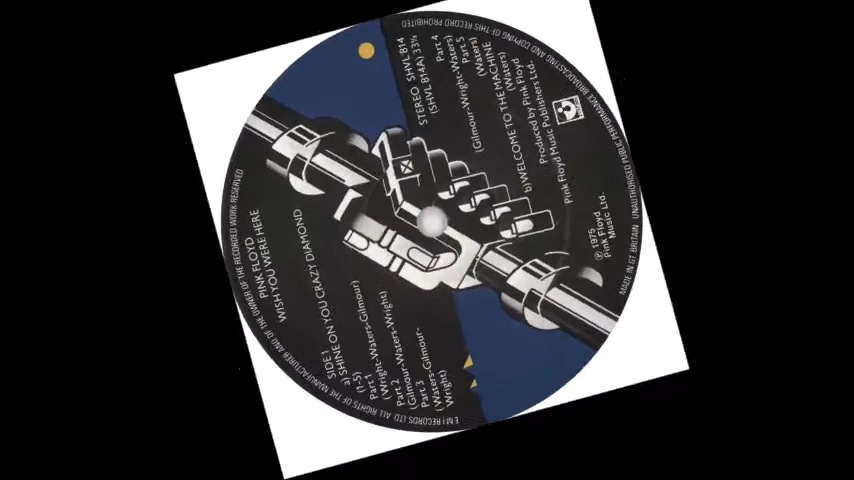 PINK FLOYD
WISH YOU WERE HERE
SIDE 1
a) SHINE ON YOU CRAZY DIAMOND
(1-5)
Part 1
(Wright-Waters-Gilmour)
Part 2
(Gilmour-Waters-Wright)
Part 3
(Waters-Gilmour-
Wright)
STEREO SHVL 814
(SHVL 814A) 33⅓
Part 4
(Gilmour-Wright-Waters)
Part 5
(Waters)
b) WELCOME TO THE MACHINE
(Waters)
Produced by Pink Floyd
Pink Floyd Music Publishers Ltd.
℗ 1975
Pink Floyd
Music Ltd.
E M I RECORDS LTD. ALL RIGHTS OF THE MANUFACTURER AND OF THE OWNER OF THE RECORDED WORK RESERVED
UNAUTHORISED PUBLIC PERFORMANCE BROADCASTING AND COPYING OF THIS RECORD PROHIBITED
MADE IN GT BRITAIN